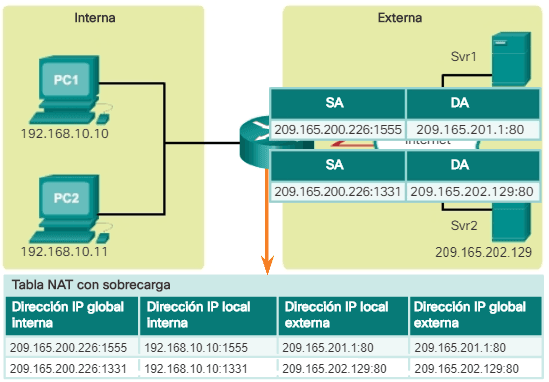 Interna
Externa
PC1
192.168.10.10
PC2
192.168.10.11
Svr1
SA DA
209.165.200.226:1555 209.165.201.1:80
Internet
SA DA
209.165.200.226:1331 209.165.202.129:80
Svr2
209.165.202.129
Tabla NAT con sobrecarga
Dirección IP global interna Dirección IP local interna Dirección IP local externa Dirección IP global externa
209.165.200.226:1555 192.168.10.10:1555 209.165.201.1:80 209.165.201.1:80
209.165.200.226:1331 192.168.10.10:1331 209.165.202.129:80 209.165.202.129:80